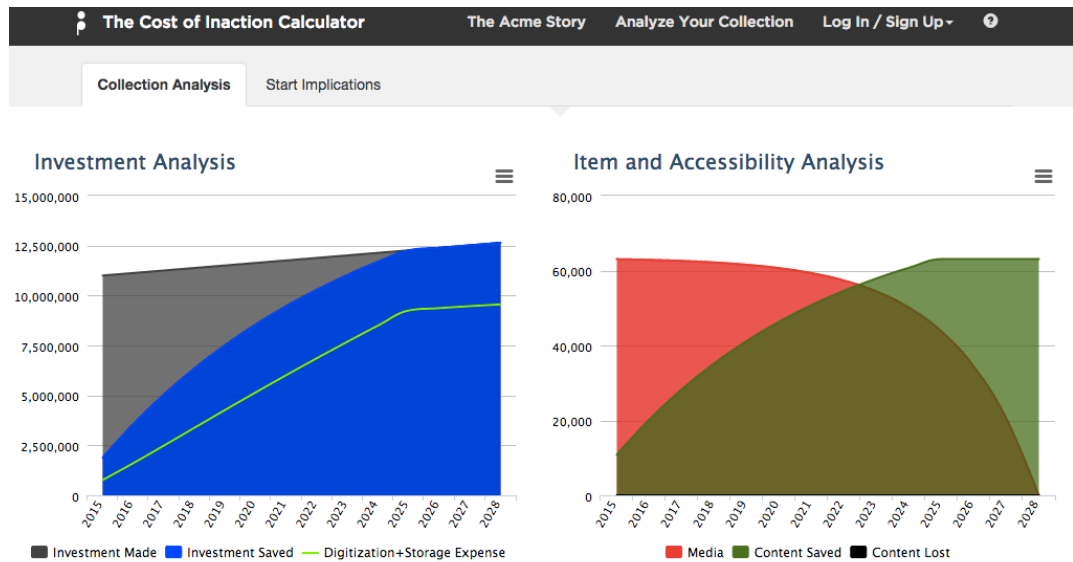 The Cost of Inaction Calculator
The Acme Story
Analyze Your Collection
Log In / Sign Up
?
Collection Analysis
Start Implications
Investment Analysis
15,000,000
12,500,000
10,000,000
7,500,000
5,000,000
2,500,000
0
2015
2016
2017
2018
2019
2020
2021
2022
2023
2024
2025
2026
2027
2028
Investment Made
Investment Saved
Digitization+Storage Expense
Item and Accessibility Analysis
80,000
60,000
40,000
20,000
0
2015
2016
2017
2018
2019
2020
2021
2022
2023
2024
2025
2026
2027
2028
Media
Content Saved
Content Lost